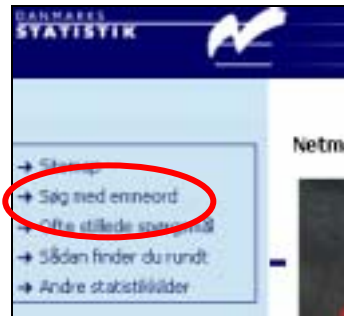 DANMARKS
STATISTIK
Netm
→ Sitemap
→ Søg med emneord
→ Ofte stillede spørgsmål
→ Sådan finder du rundt
→ Andre statistikkilder